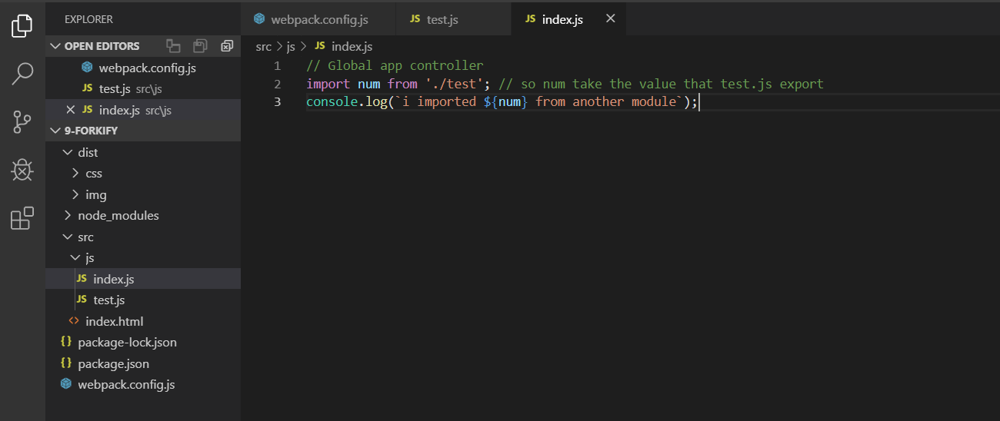 EXPLORER
OPEN EDITORS
webpack.config.js
JS test.js src\js
JS index.js src\js
9-FORKIFY
dist
css
img
node_modules
src
js
JS index.js
JS test.js
<> index.html
{} package-lock.json
{} package.json
webpack.config.js
webpack.config.js
JS test.js
JS index.js
src > js > JS index.js
1 // Global app controller
2 import num from './test'; // so num take the value that test.js export
3 console.log(`i imported ${num} from another module`);